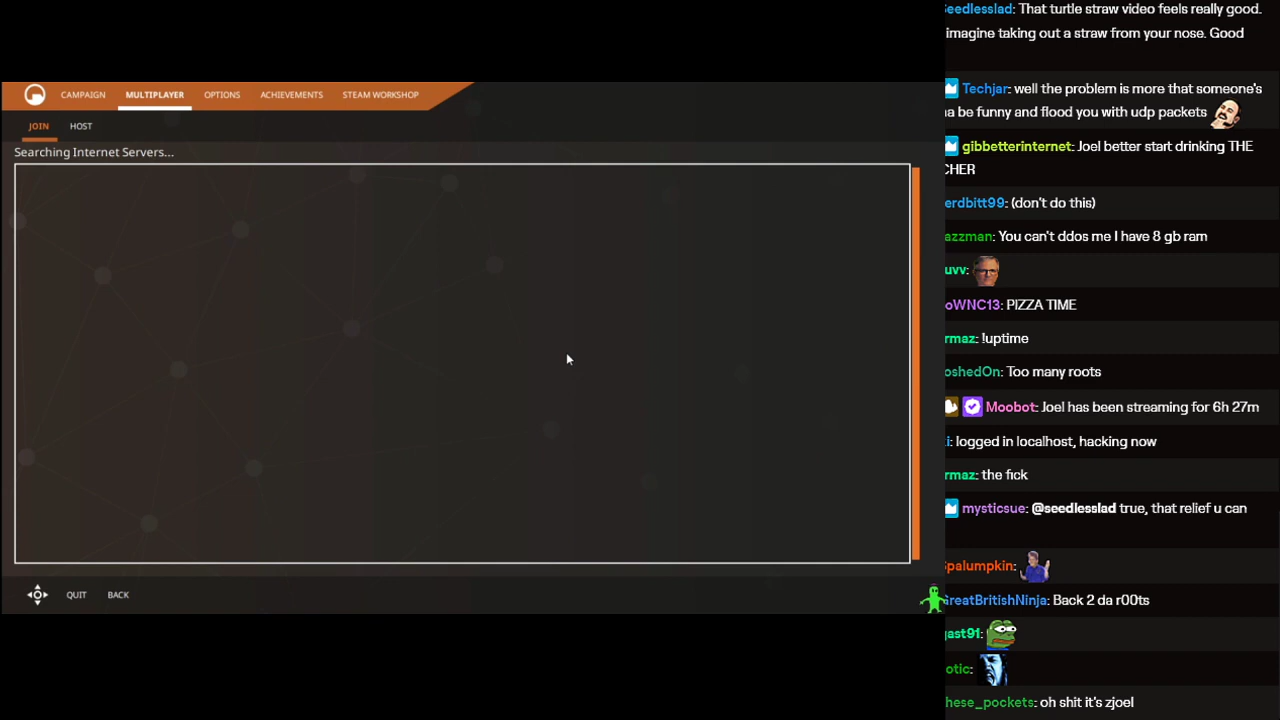 CAMPAIGN MULTIPLAYER OPTIONS ACHIEVEMENTS STEAM WORKSHOP
JOIN HOST
Searching Internet Servers...
QUIT BACK
Seedlesslad: That turtle straw video feels really good.
imagine taking out a straw from your nose. Good
Techjar: well the problem is more that someone's
na be funny and flood you with udp packets
gibbetterinternet: Joel better start drinking THE
CHER
erdbitt99: (don't do this)
azzman: You can't ddos me I have 8 gb ram
uvv:
oWNC13: PIZZA TIME
rmaz: !uptime
oshedOn: Too many roots
Moobot: Joel has been streaming for 6h 27m
i: logged in localhost, hacking now
rmaz: the fick
mysticsue: @seedlesslad true, that relief u can
Spalumpkin:
GreatBritishNinja: Back 2 da r00ts
gast91:
otic:
hese_pockets: oh shit it's zjoel